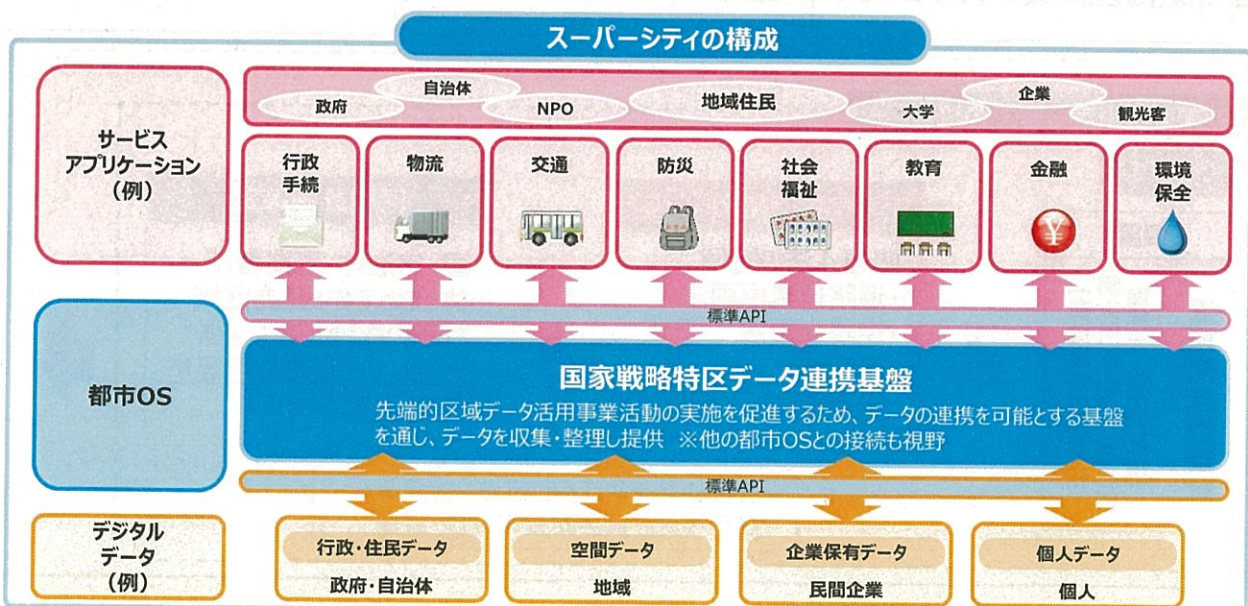 スーパーシティの構成
サービス
アプリケーション
(例)
政府
自治体
NPO
地域住民
大学
企業
観光客
行政
手続
物流
交通
防災
社会
福祉
教育
金融
環境
保全
標準API
都市OS
国家戦略特区データ連携基盤
先端的区域データ活用事業活動の実施を促進するため、データの連携を可能とする基盤
を通じ、データを収集・整理し提供 ※他の都市OSとの接続も視野
標準API
デジタル
データ
(例)
行政・住民データ
政府・自治体
空間データ
地域
企業保有データ
民間企業
個人データ
個人